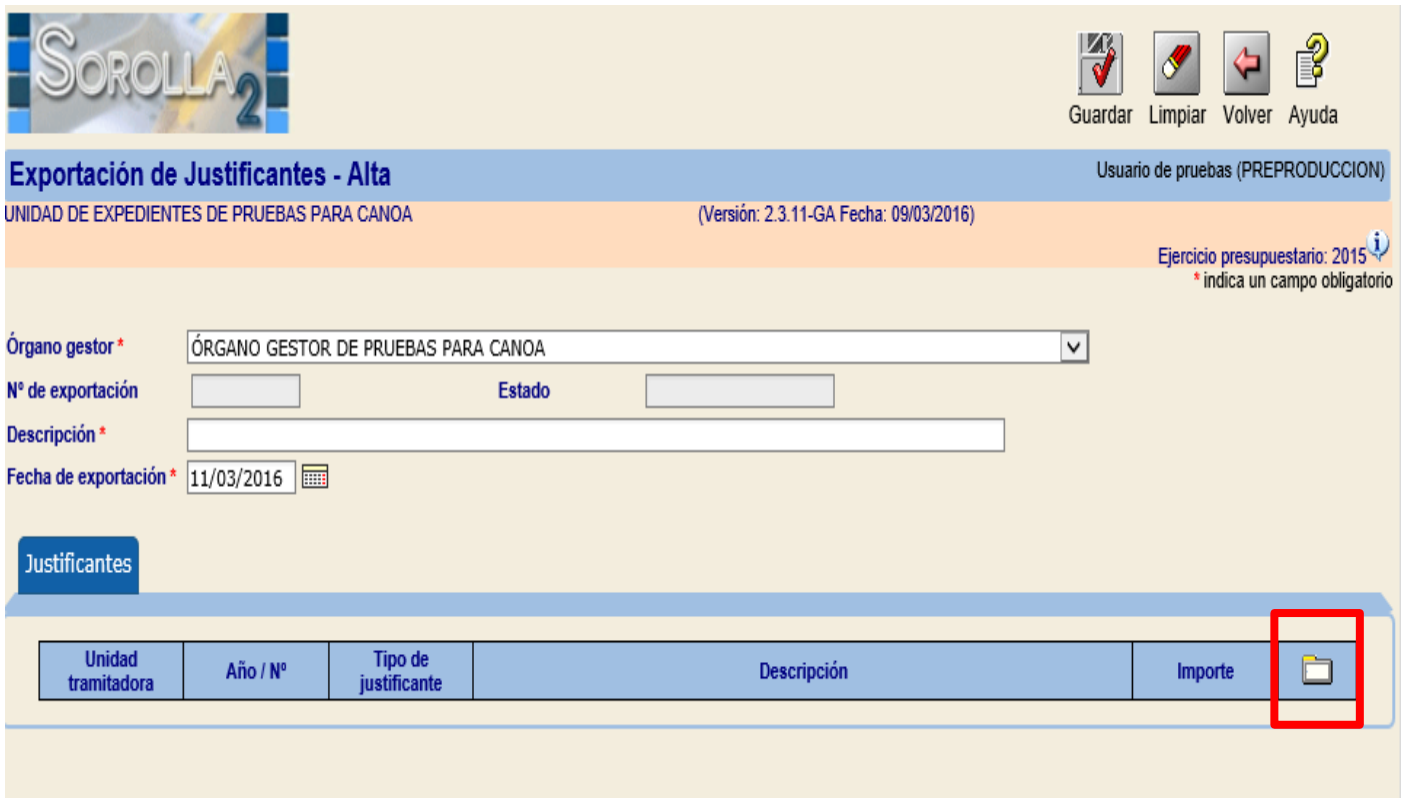 SOROLLA2
Guardar Limpiar Volver Ayuda
Exportación de Justificantes - Alta
Usuario de pruebas (PREPRODUCCION)
UNIDAD DE EXPEDIENTES DE PRUEBAS PARA CANOA
(Versión: 2.3.11-GA Fecha: 09/03/2016)
Ejercicio presupuestario: 2015
* indica un campo obligatorio
Órgano gestor * ÓRGANO GESTOR DE PRUEBAS PARA CANOA
Nº de exportación Estado
Descripción *
Fecha de exportación * 11/03/2016
Justificantes
Unidad tramitadora Año / Nº Tipo de justificante Descripción Importe